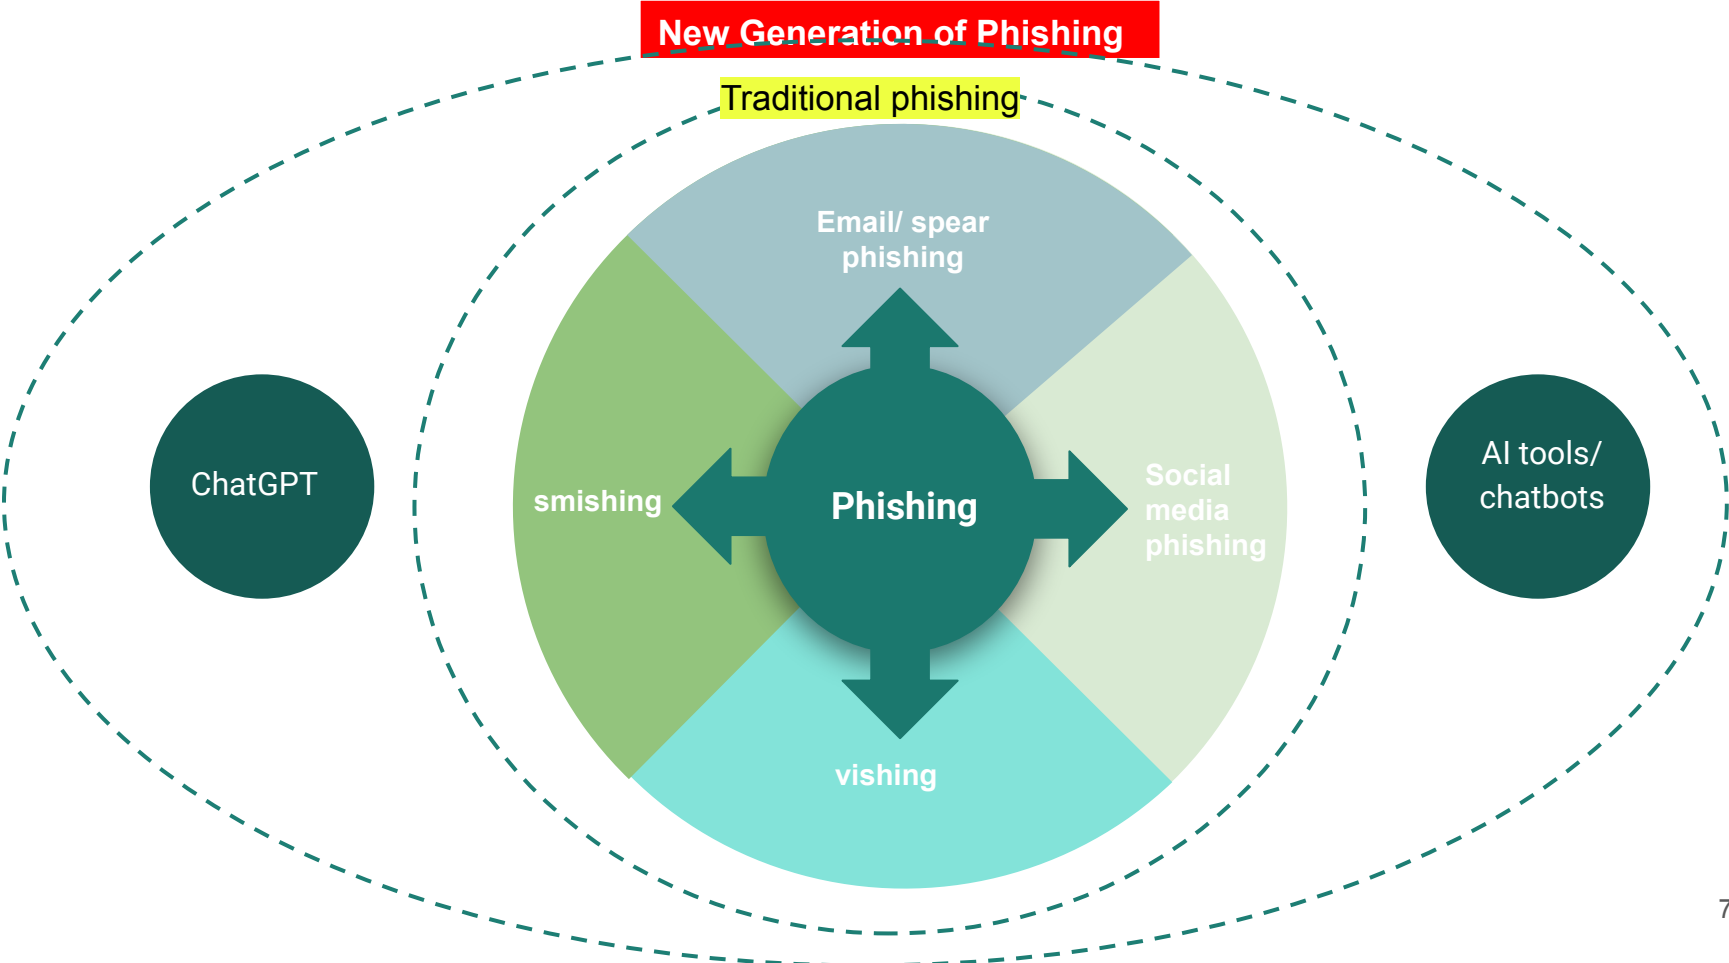 New Generation of Phishing
Traditional phishing
Email/ spear
phishing
ChatGPT
smishing
Phishing
Social
media
phishing
AI tools/
chatbots
vishing
7